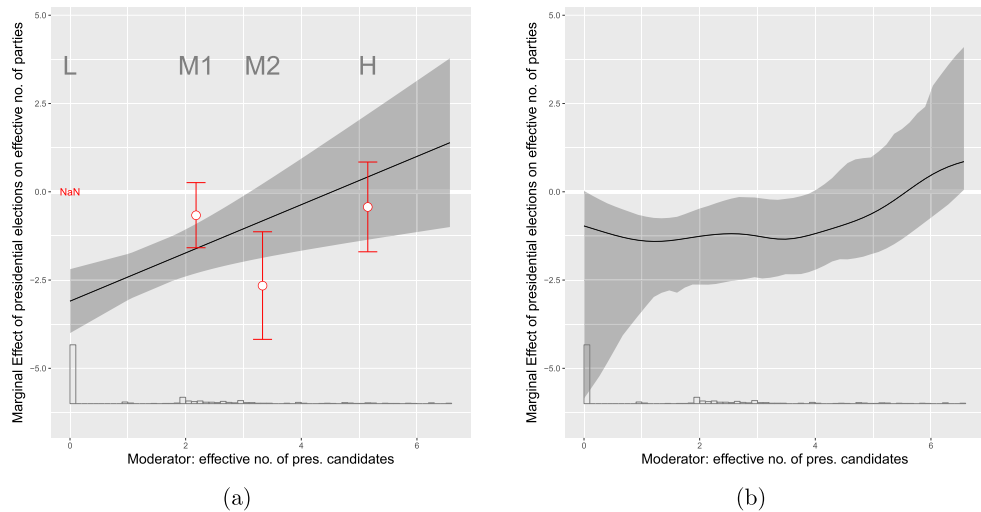 Marginal Effect of presidential elections on effective no. of parties
5.0
2.5
0.0
−2.5
−5.0
L M1 M2 H
NaN
0 2 4 6
Moderator: effective no. of pres. candidates
(a)
Marginal Effect of presidential elections on effective no. of parties
5.0
2.5
0.0
−2.5
−5.0
0 2 4 6
Moderator: effective no. of pres. candidates
(b)